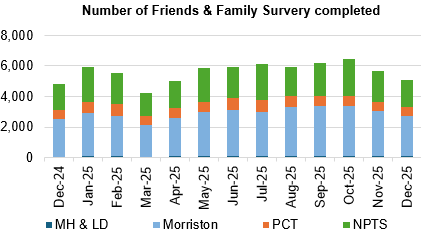 Number of Friends & Family Survery completed
8,000
6,000
4,000
2,000
0
Dec-24
Jan-25
Feb-25
Mar-25
Apr-25
May-25
Jun-25
Jul-25
Aug-25
Sep-25
Oct-25
Nov-25
Dec-25
MH & LD Morriston PCT NPTS